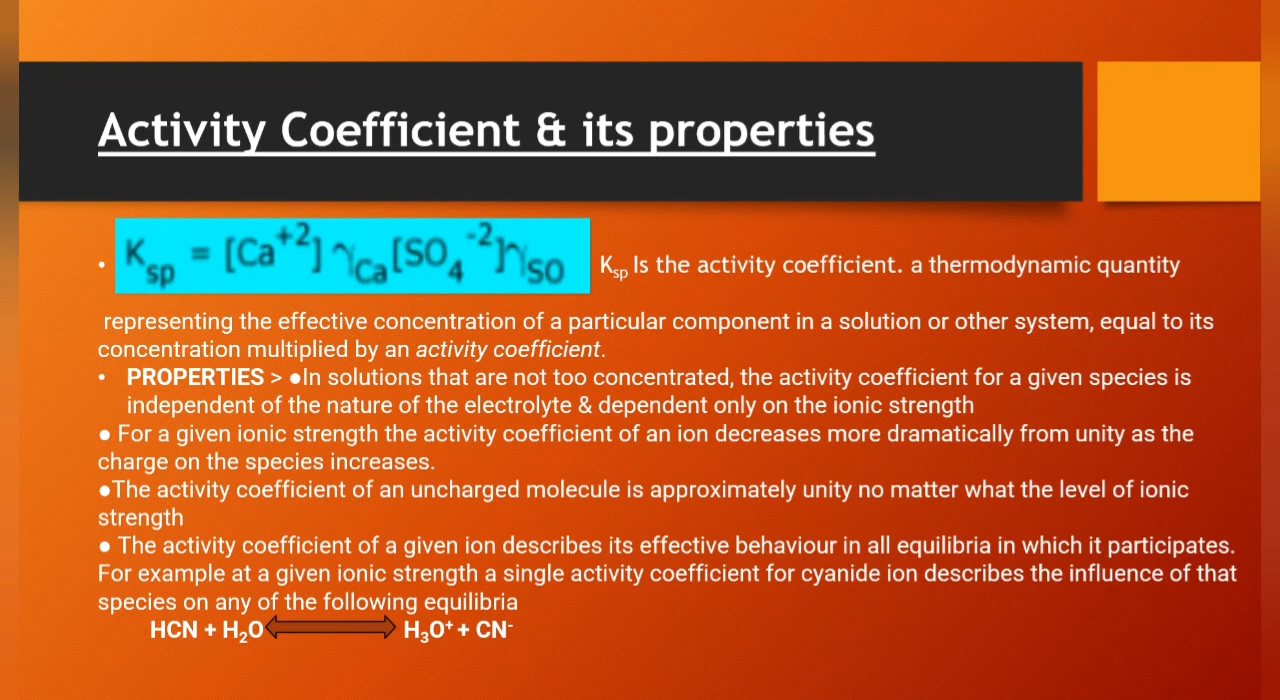 Activity Coefficient & its properties
• K_sp = [Ca⁺²] γ_Ca [SO₄⁻²] γ_SO K_sp Is the activity coefficient. a thermodynamic quantity
representing the effective concentration of a particular component in a solution or other system, equal to its
concentration multiplied by an activity coefficient.
• PROPERTIES > ●In solutions that are not too concentrated, the activity coefficient for a given species is
independent of the nature of the electrolyte & dependent only on the ionic strength
● For a given ionic strength the activity coefficient of an ion decreases more dramatically from unity as the
charge on the species increases.
●The activity coefficient of an uncharged molecule is approximately unity no matter what the level of ionic
strength
● The activity coefficient of a given ion describes its effective behaviour in all equilibria in which it participates.
For example at a given ionic strength a single activity coefficient for cyanide ion describes the influence of that
species on any of the following equilibria
HCN + H₂O ⟷ H₃O⁺ + CN⁻